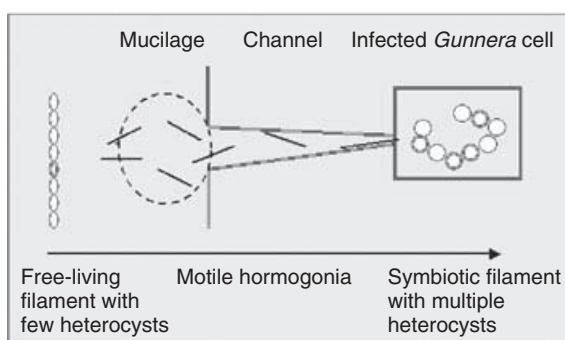 Mucilage Channel Infected Gunnera cell
Free-living Motile hormogonia Symbiotic filament
filament with with multiple
few heterocysts heterocysts